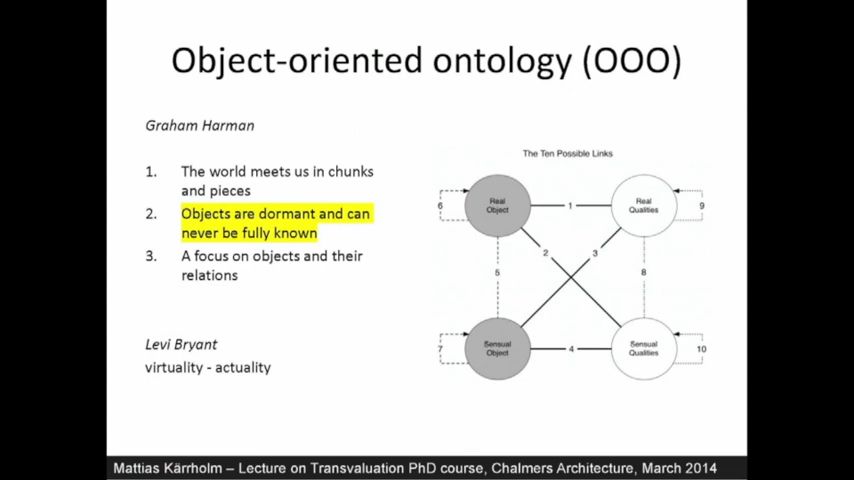 Object-oriented ontology (OOO)
Graham Harman
1. The world meets us in chunks
and pieces
2. Objects are dormant and can
never be fully known
3. A focus on objects and their
relations
Levi Bryant
virtuality - actuality
The Ten Possible Links
Real
Object
Real
Qualities
6
1
9
2
3
5
8
Sensual
Object
Sensual
Qualities
7
4
10
Mattias Kärrholm – Lecture on Transvaluation PhD course, Chalmers Architecture, March 2014